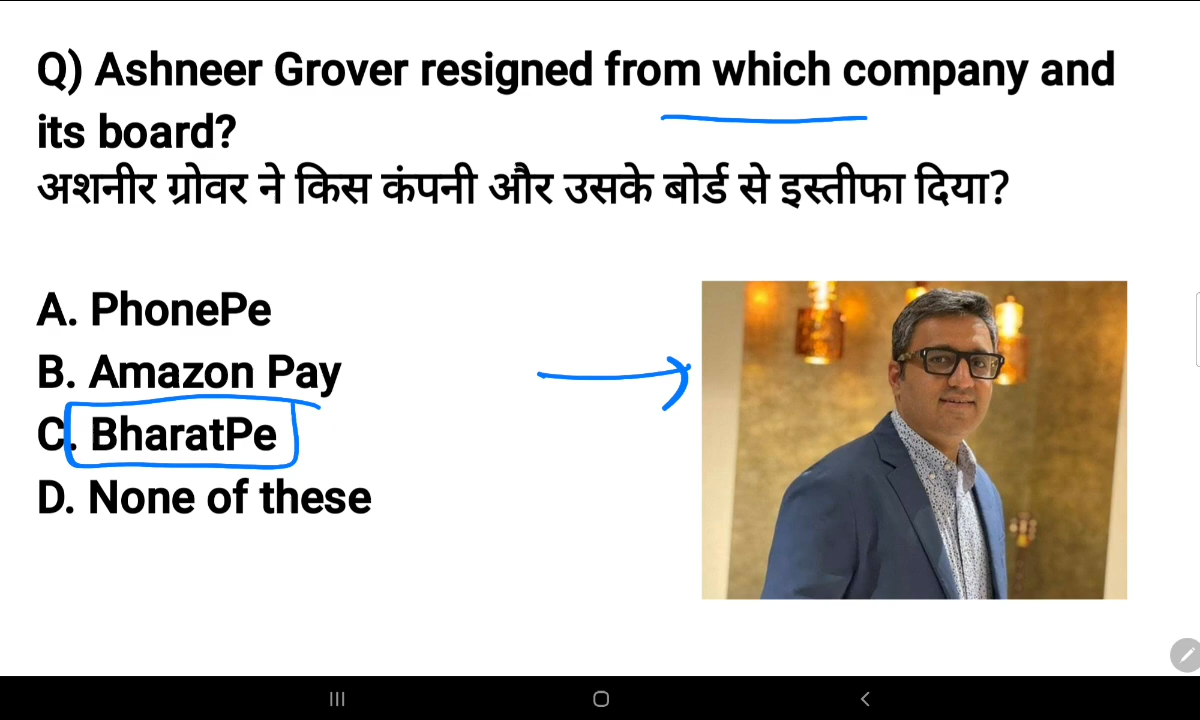 Q) Ashneer Grover resigned from which company and
its board?
अशनीर ग्रोवर ने किस कंपनी और उसके बोर्ड से इस्तीफा दिया?
A. PhonePe
B. Amazon Pay
C. BharatPe
D. None of these